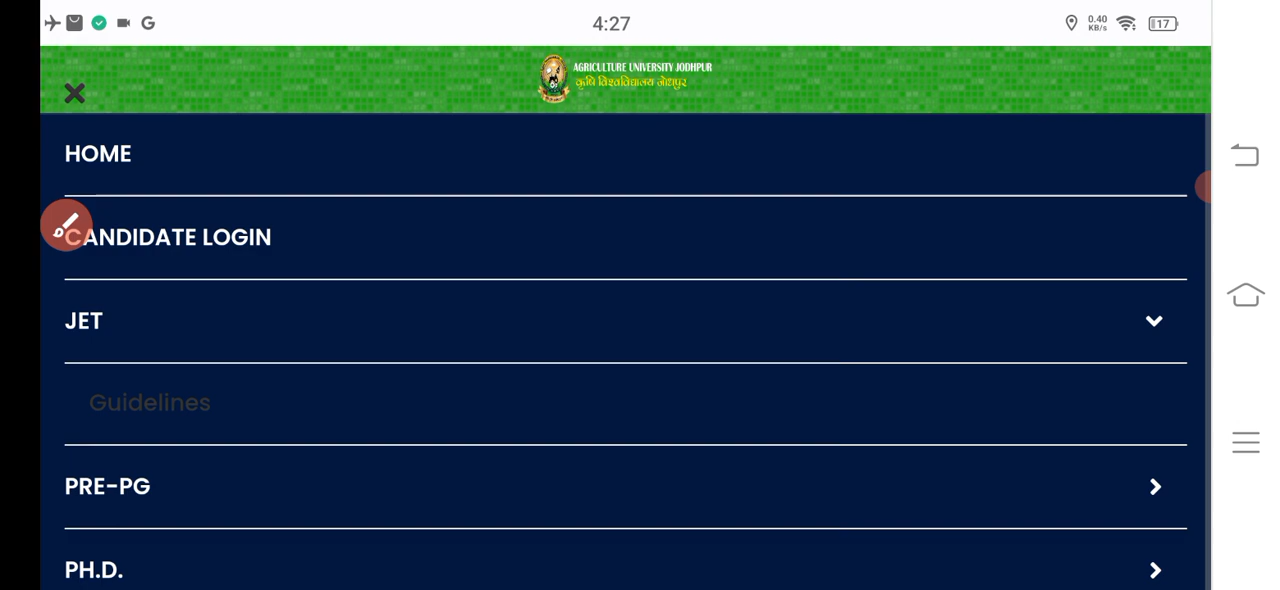 4:27
0.40
KB/s
17
AGRICULTURE UNIVERSITY JODHPUR
कृषि विश्वविद्यालय जोधपुर
HOME
CANDIDATE LOGIN
JET
Guidelines
PRE-PG
PH.D.